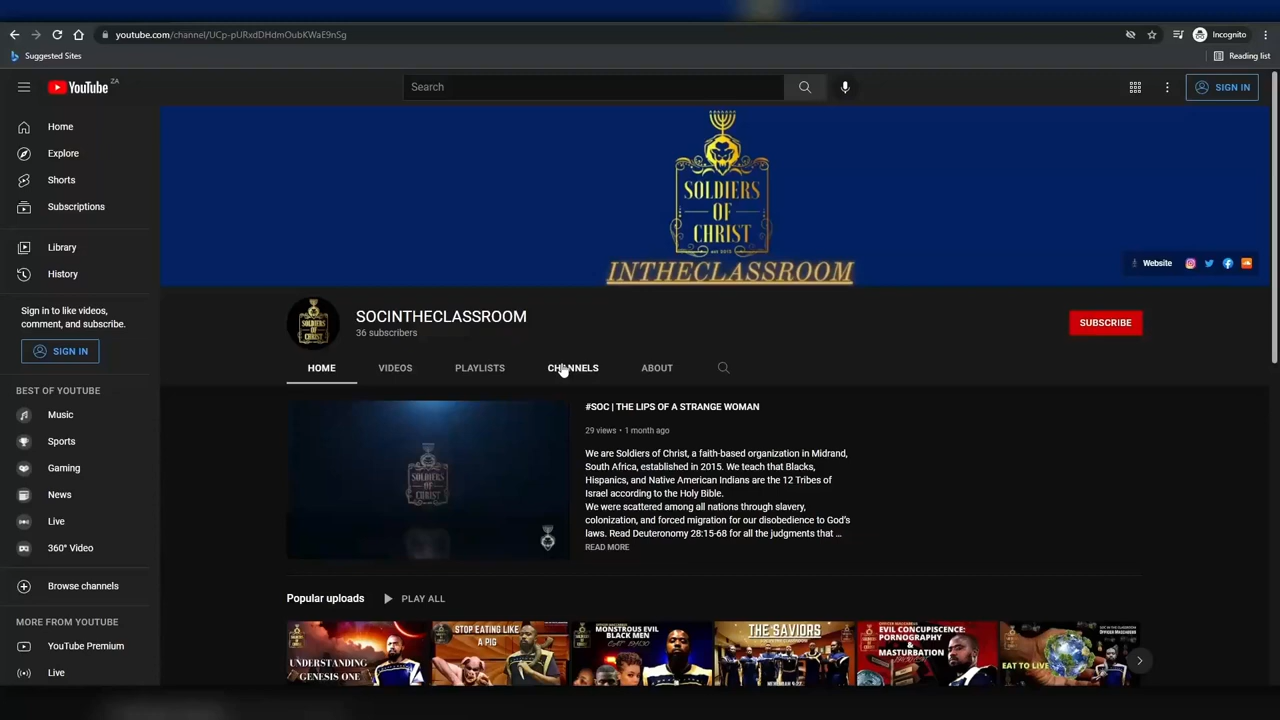 youtube.com/channel/UCp-pURxdDHdmOubKWaE9nSg
Incognito
Suggested Sites
Reading list
YouTube ZA
Search
SIGN IN
Home
Explore
Shorts
Subscriptions
Library
History
Sign in to like videos,
comment, and subscribe.
SIGN IN
BEST OF YOUTUBE
Music
Sports
Gaming
News
Live
360° Video
Browse channels
MORE FROM YOUTUBE
YouTube Premium
Live
SOLDIERS
OF
CHRIST
est 2015
INTHECLASSROOM
Website
SOCINTHECLASSROOM
36 subscribers
SUBSCRIBE
HOME
VIDEOS
PLAYLISTS
CHANNELS
ABOUT
SOLDIERS
OF
CHRIST
#SOC | THE LIPS OF A STRANGE WOMAN
29 views • 1 month ago
We are Soldiers of Christ, a faith-based organization in Midrand,
South Africa, established in 2015. We teach that Blacks,
Hispanics, and Native American Indians are the 12 Tribes of
Israel according to the Holy Bible.
We were scattered among all nations through slavery,
colonization, and forced migration for our disobedience to God's
laws. Read Deuteronomy 28:15-68 for all the judgments that ...
READ MORE
Popular uploads
PLAY ALL
UNDERSTANDING
GENESIS ONE
STOP EATING LIKE
A PIG
MONSTROUS EVIL
BLACK MEN
THE SAVIORS
EVIL CONCUPISCENCE:
PORNOGRAPHY
&
MASTURBATION
EAT TO LIVE